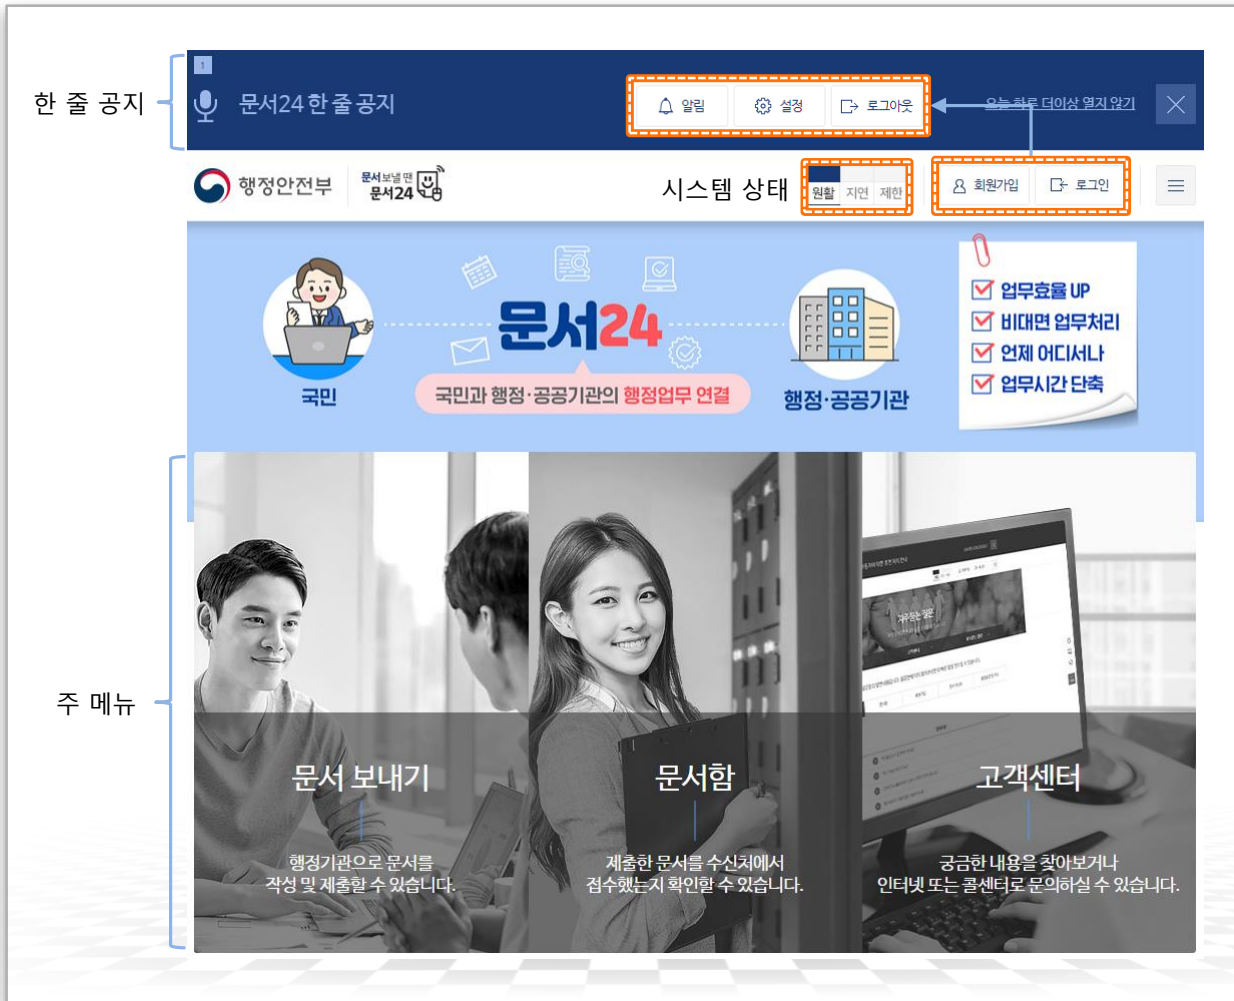 한 줄 공지
1
문서24 한 줄 공지
알림
설정
로그아웃
오늘 하루 더이상 열지 않기
행정안전부
문서보낼 땐
문서24
시스템 상태
원활
지연
제한
회원가입
로그인
국민
문서24
국민과 행정·공공기관의 행정업무 연결
행정·공공기관
업무효율 UP
비대면 업무처리
언제 어디서나
업무시간 단축
주 메뉴
자주찾는 질문
문서 보내기
행정기관으로 문서를
작성 및 제출할 수 있습니다.
문서함
제출한 문서를 수신처에서
접수했는지 확인할 수 있습니다.
고객센터
궁금한 내용을 찾아보거나
인터넷 또는 콜센터로 문의하실 수 있습니다.